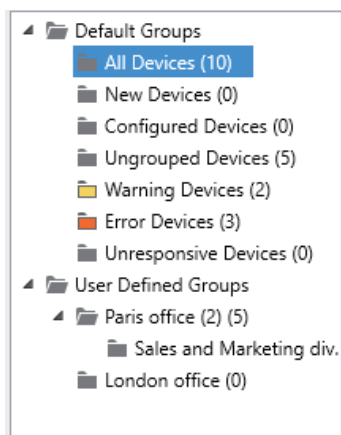 Default Groups
All Devices (10)
New Devices (0)
Configured Devices (0)
Ungrouped Devices (5)
Warning Devices (2)
Error Devices (3)
Unresponsive Devices (0)
User Defined Groups
Paris office (2) (5)
Sales and Marketing div.
London office (0)